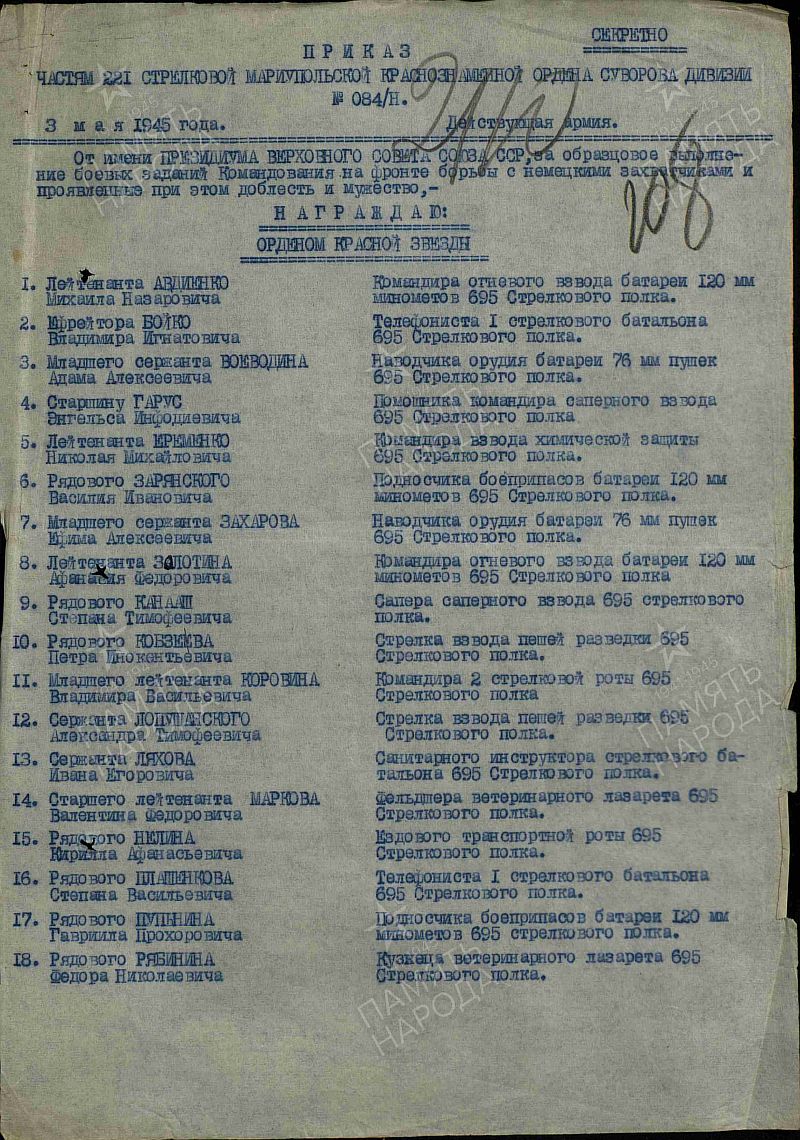 СЕКРЕТНО
ПРИКАЗ
ЧАСТЯМ 221 СТРЕЛКОВОЙ МАРИУПОЛЬСКОЙ КРАСНОЗНАМЕННОЙ ОРДЕНА СУВОРОВА ДИВИЗИИ
№ 084/Н.
3 мая 1945 года. Действующая армия.
От имени ПРЕЗИДИУМА ВЕРХОВНОГО СОВЕТА СОЮЗА ССР, за образцовое выполне-
ние боевых заданий Командования на фронте борьбы с немецкими захватчиками и
проявленные при этом доблесть и мужество,-
НАГРАЖДАЮ:
ОРДЕНОМ КРАСНОЙ ЗВЕЗДЫ
1. Лейтенанта АВДИЕНКО Командира огневого взвода батареи 120 мм
Михаила Назаровича минометов 695 Стрелкового полка.
2. Ефрейтора БОЙКО Телефониста I стрелкового батальона
Владимира Игнатовича 695 Стрелкового полка.
3. Младшего сержанта ВОЕВОДИНА Наводчика орудия батареи 76 мм пушек
Адама Алексеевича 695 Стрелкового полка.
4. Старшину ГАРУС Помошника командира саперного взвода
Энгельса Инфодиевича 695 Стрелкового полка
5. Лейтенанта ЕРЕМЕНКО Командира взвода химической защиты
Николая Михайловича 695 Стрелкового полка.
6. Рядового ЗАРЯНСКОГО Подносчика боеприпасов батареи 120 мм
Василия Ивановича минометов 695 Стрелкового полка.
7. Младшего сержанта ЗАХАРОВА Наводчика орудия батареи 76 мм пушек
Ефима Алексеевича 695 Стрелкового полка.
8. Лейтенанта ЗОЛОТИНА Командира огневого взвода батареи 120 мм
Афанасия Федоровича минометов 695 Стрелкового полка
9. Рядового КАНААШ Сапера саперного взвода 695 стрелкового
Степана Тимофеевича полка.
10. Рядового КОБЗЕЕВА Стрелка взвода пешей разведки 695
Петра Инокентьевича Стрелкового полка.
11. Младшего лейтенанта КОРОВИНА Командира 2 стрелковой роты 695
Владимира Васильевича Стрелкового полка
12. Сержанта ЛОПУШАНСКОГО Стрелка взвода пешей разведки 695
Александра Тимофеевича Стрелкового полка.
13. Сержанта ЛЯХОВА Санитарного инструктора стрелкового ба-
Ивана Егоровича тальона 695 Стрелкового полка.
14. Старшего лейтенанта МАРКОВА Фельдшера ветеринарного лазарета 695
Валентина Федоровича Стрелкового полка.
15. Рядового НЕЛИНА Ездового транспортной роты 695
Кирилла Афанасьевича Стрелкового полка.
16. Рядового ПЛАШЕНКОВА Телефониста I стрелкового батальона
Степана Васильевича 695 Стрелкового полка.
17. Рядового ПУПЫНИНА Подносчика боеприпасов батареи 120 мм
Гавриила Прохоровича минометов 695 стрелкового полка.
18. Рядового РЯБИНИНА Кузнеца ветеринарного лазарета 695
Федора Николаевича Стрелкового полка.
ПАМЯТЬ НАРОДА